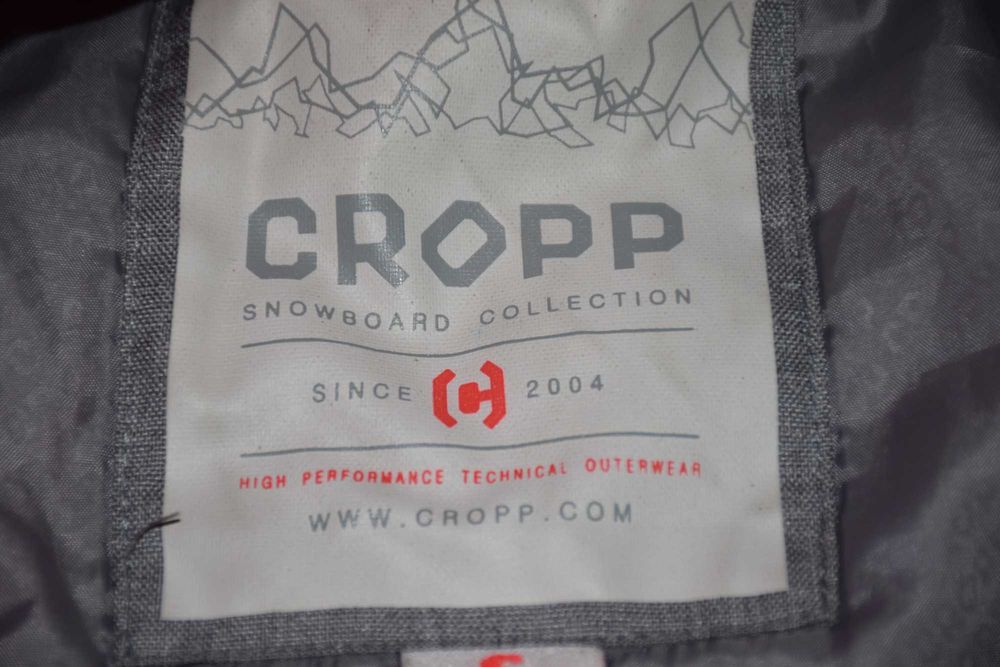 CROPP
SNOWBOARD COLLECTION
SINCE [C] 2004
HIGH PERFORMANCE TECHNICAL OUTERWEAR
WWW.CROPP.COM